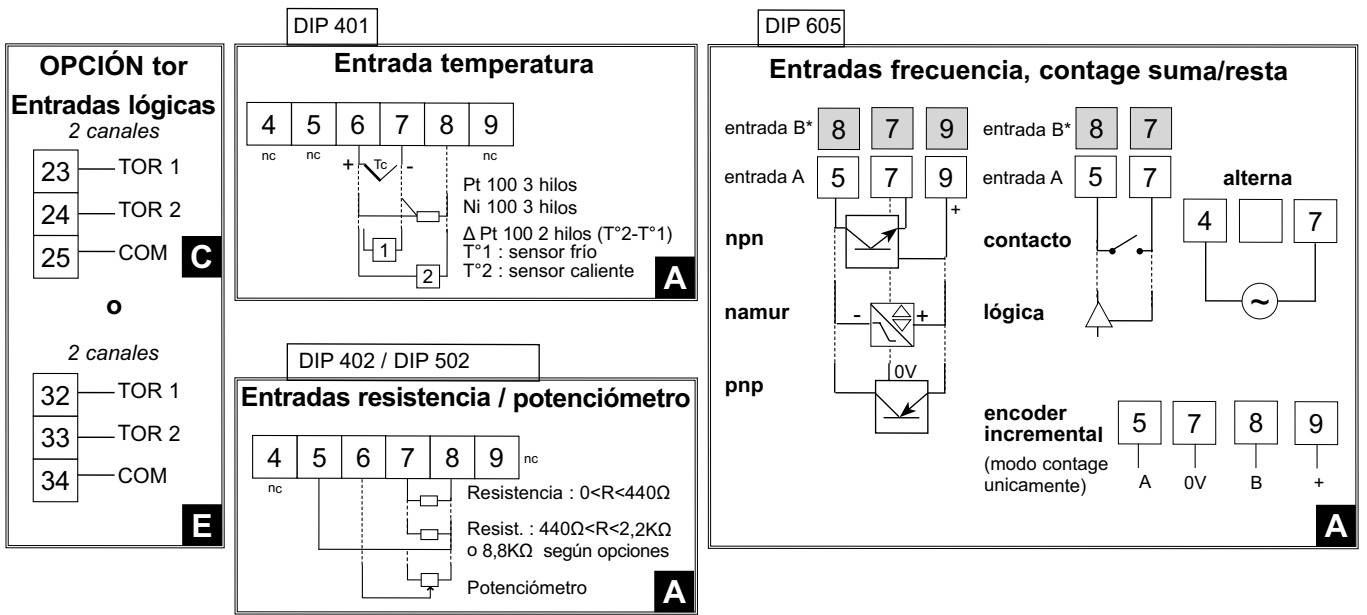 OPCIÓN tor
Entradas lógicas
2 canales
23 TOR 1
24 TOR 2
25 COM
C
o
2 canales
32 TOR 1
33 TOR 2
34 COM
E
DIP 401
Entrada temperatura
4 5 6 7 8 9
nc nc nc
+ Tc -
Pt 100 3 hilos
Ni 100 3 hilos
Δ Pt 100 2 hilos (T°2-T°1)
1
T°1 : sensor frío
2
T°2 : sensor caliente
A
DIP 402 / DIP 502
Entradas resistencia / potenciómetro
4 5 6 7 8 9 nc
nc
Resistencia : 0<R<440Ω
Resist. : 440Ω<R<2,2KΩ
o 8,8KΩ según opciones
Potenciómetro
A
DIP 605
Entradas frecuencia, contage suma/resta
entrada B* 8 7 9
entrada A 5 7 9
+
npn
namur
- +
0V
pnp
entrada B* 8 7
entrada A 5 7
contacto
lógica
alterna
4 7
~
encoder
incremental
(modo contage
unicamente)
5 7 8 9
A 0V B +
A